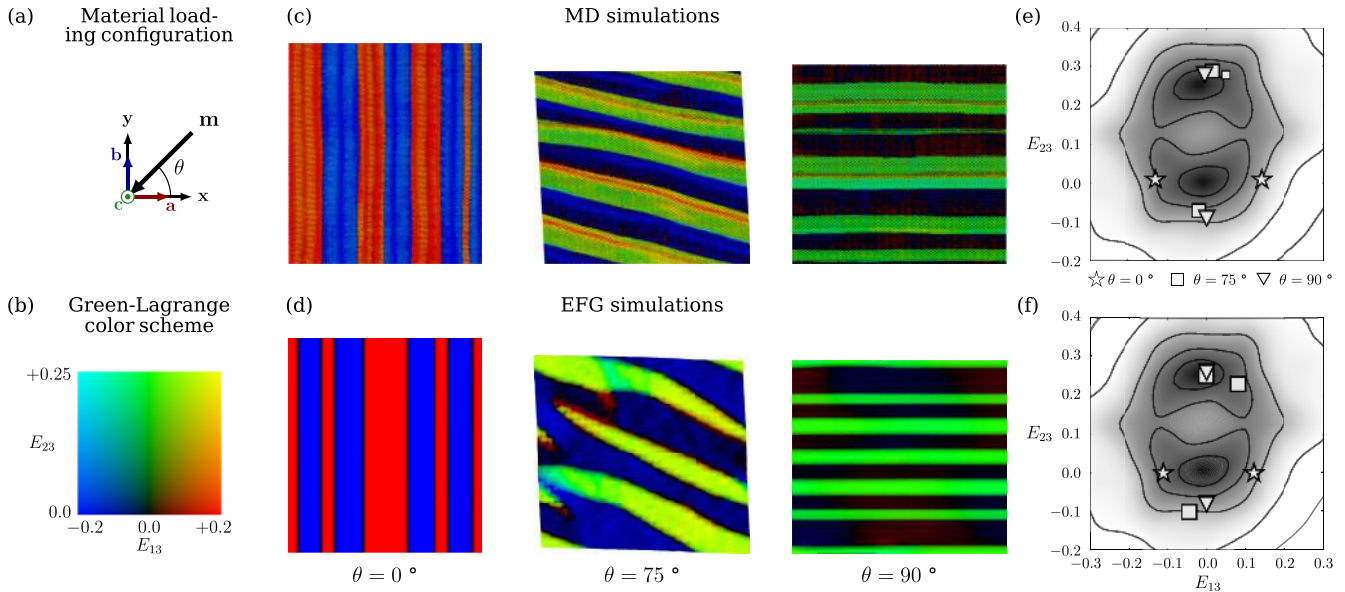 (a)
Material load-
ing configuration
y
m
b
θ
c
a
x
(b)
Green-Lagrange
color scheme
+0.25
E23
0.0
−0.2 0.0 +0.2
E13
(c)
MD simulations
(d)
EFG simulations
θ = 0 °
θ = 75 °
θ = 90 °
(e)
0.4
0.3
0.2
E23 0.1
0.0
−0.1
−0.2
θ = 0 ° θ = 75 ° θ = 90 °
(f)
0.4
0.3
0.2
E23 0.1
0.0
−0.1
−0.2
−0.3 −0.2 −0.1 0.0 0.1 0.2 0.3
E13